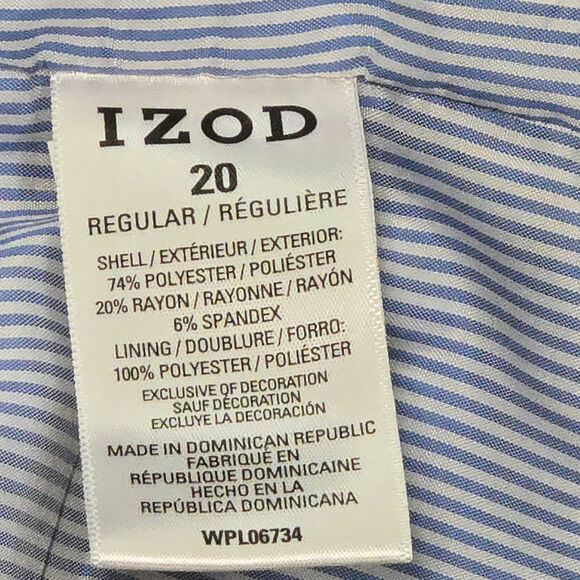 IZOD
20
REGULAR / RÉGULIÈRE
SHELL / EXTÉRIEUR / EXTERIOR:
74% POLYESTER / POLIÉSTER
20% RAYON / RAYONNE / RAYÓN
6% SPANDEX
LINING / DOUBLURE / FORRO:
100% POLYESTER / POLIÉSTER
EXCLUSIVE OF DECORATION
SAUF DÉCORATION
EXCLUYE LA DECORACIÓN
MADE IN DOMINICAN REPUBLIC
FABRIQUÉ EN
RÉPUBLIQUE DOMINICAINE
HECHO EN LA
REPÚBLICA DOMINICANA
WPL06734